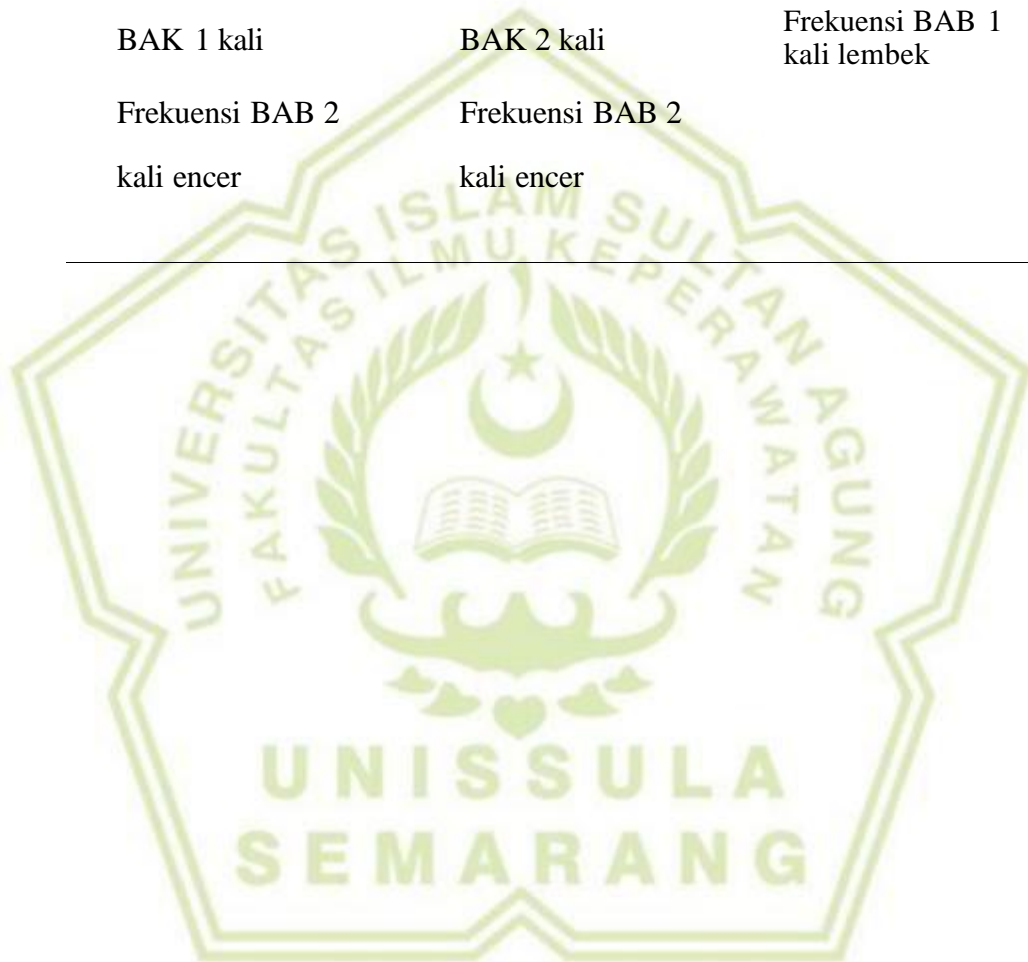 BAK 1 kali
Frekuensi BAB 2
kali encer
BAK 2 kali
Frekuensi BAB 2
kali encer
Frekuensi BAB 1
kali lembek
UNIVERSITAS ISLAM SULTAN AGUNG
FAKULTAS ILMU KEPERAWATAN
UNISSULA
SEMARANG